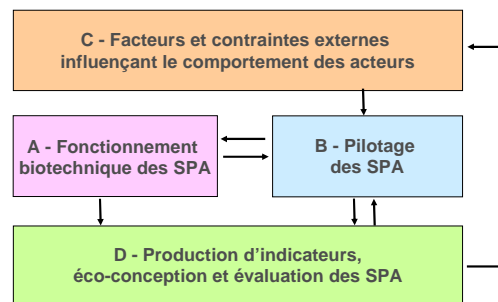 C - Facteurs et contraintes externes
influençant le comportement des acteurs
A - Fonctionnement
biotechnique des SPA
B - Pilotage
des SPA
D - Production d'indicateurs,
éco-conception et évaluation des SPA